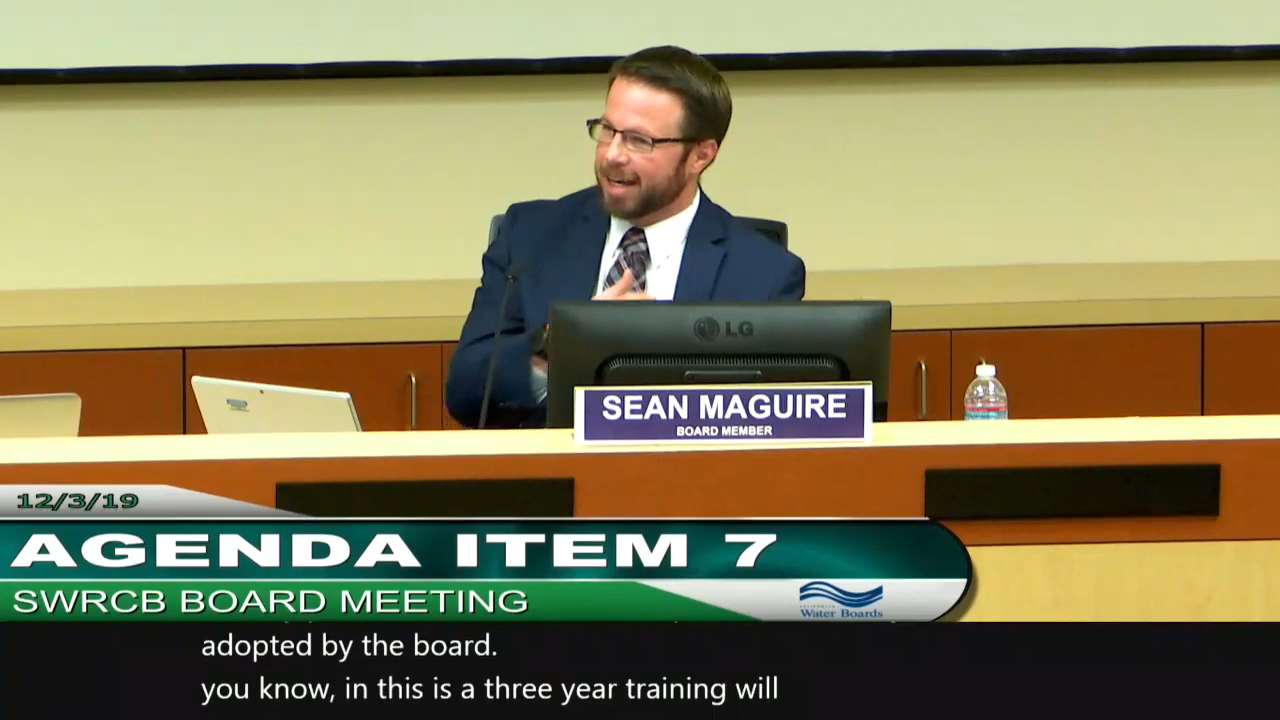 LG
SEAN MAGUIRE
BOARD MEMBER
12/3/19
AGENDA ITEM 7
SWRCB BOARD MEETING
CALIFORNIA
Water Boards
adopted by the board.
you know, in this is a three year training will